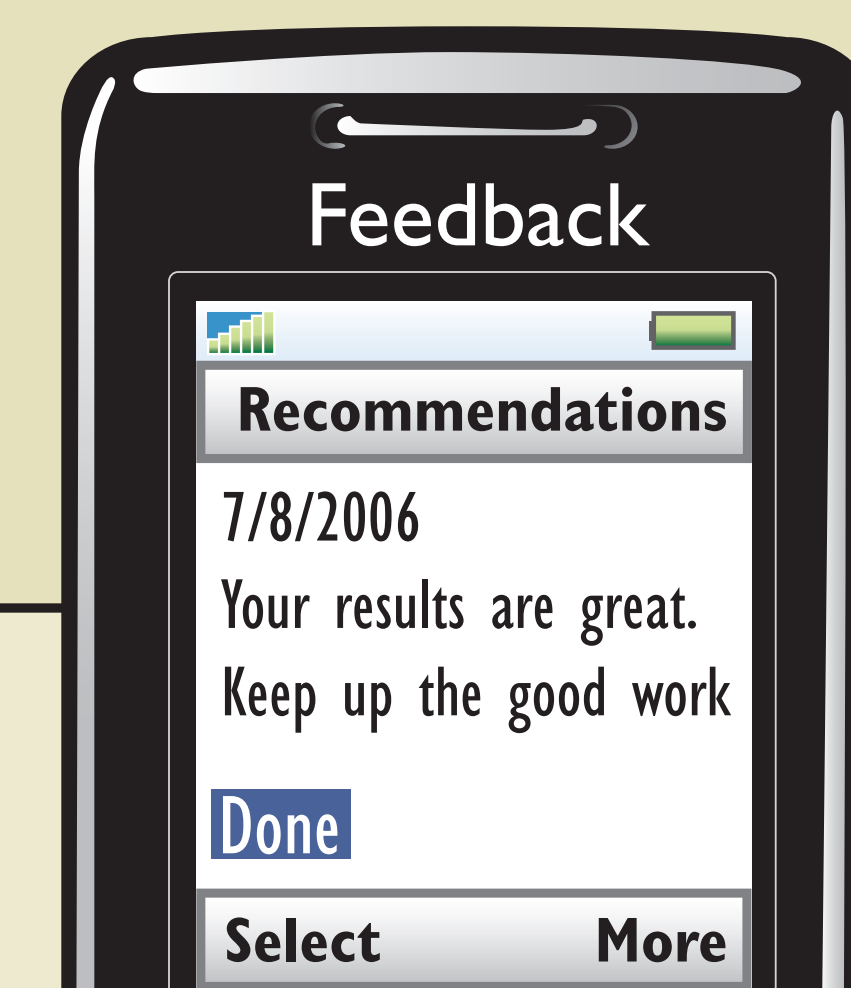 Feedback
Recommendations
7/8/2006
Your results are great.
Keep up the good work
Done
Select More